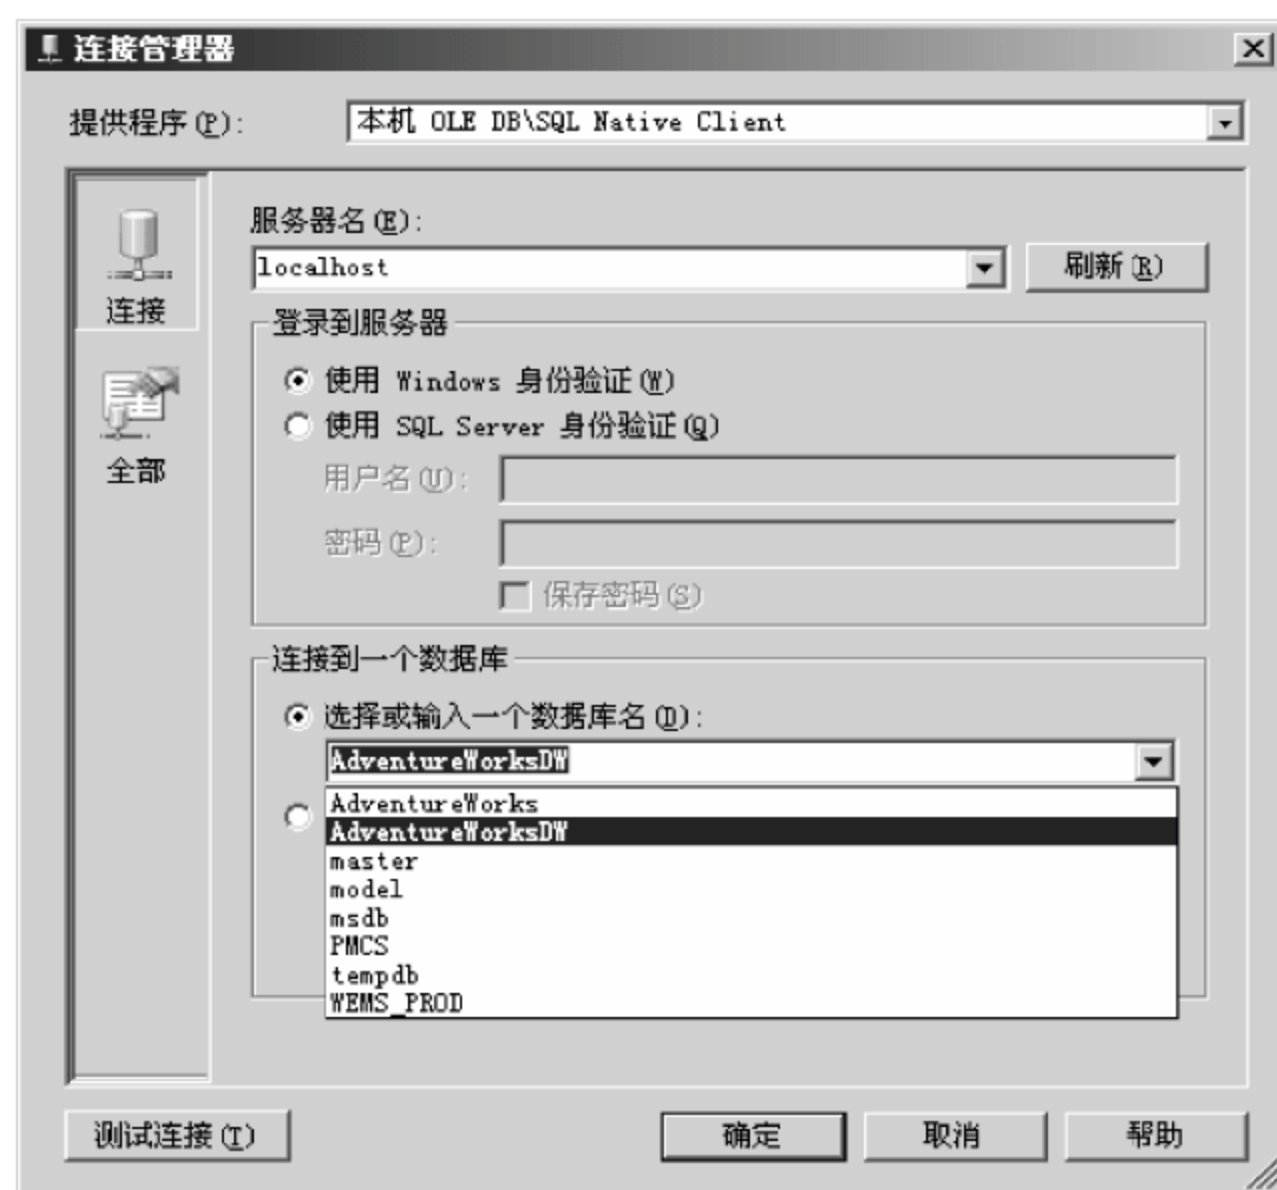 连接管理器
提供程序(P): 本机 OLE DB\SQL Native Client
服务器名(E):
localhost 刷新(R)
连接
登录到服务器
使用 Windows 身份验证(W)
使用 SQL Server 身份验证(Q)
全部
用户名(U):
密码(P):
保存密码(S)
连接到一个数据库
选择或输入一个数据库名(D):
AdventureWorksDW
AdventureWorks
AdventureWorksDW
master
model
msdb
PMCS
tempdb
WEMS_PROD
测试连接(T) 确定 取消 帮助